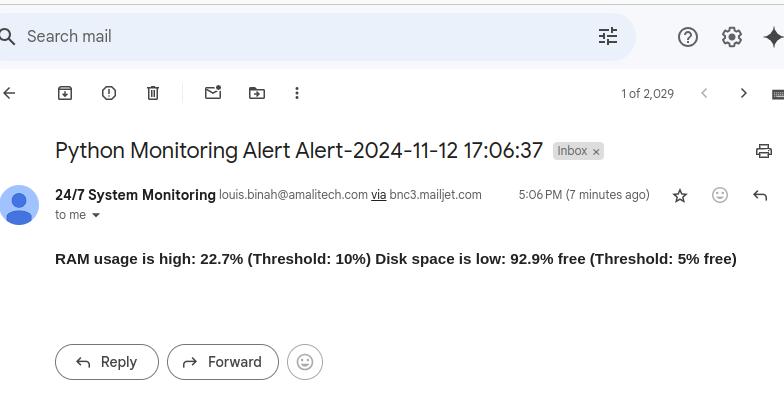 Search mail
1 of 2,029
Python Monitoring Alert Alert-2024-11-12 17:06:37 Inbox ×
24/7 System Monitoring louis.binah@amalitech.com via bnc3.mailjet.com 5:06 PM (7 minutes ago)
to me
RAM usage is high: 22.7% (Threshold: 10%) Disk space is low: 92.9% free (Threshold: 5% free)
Reply Forward